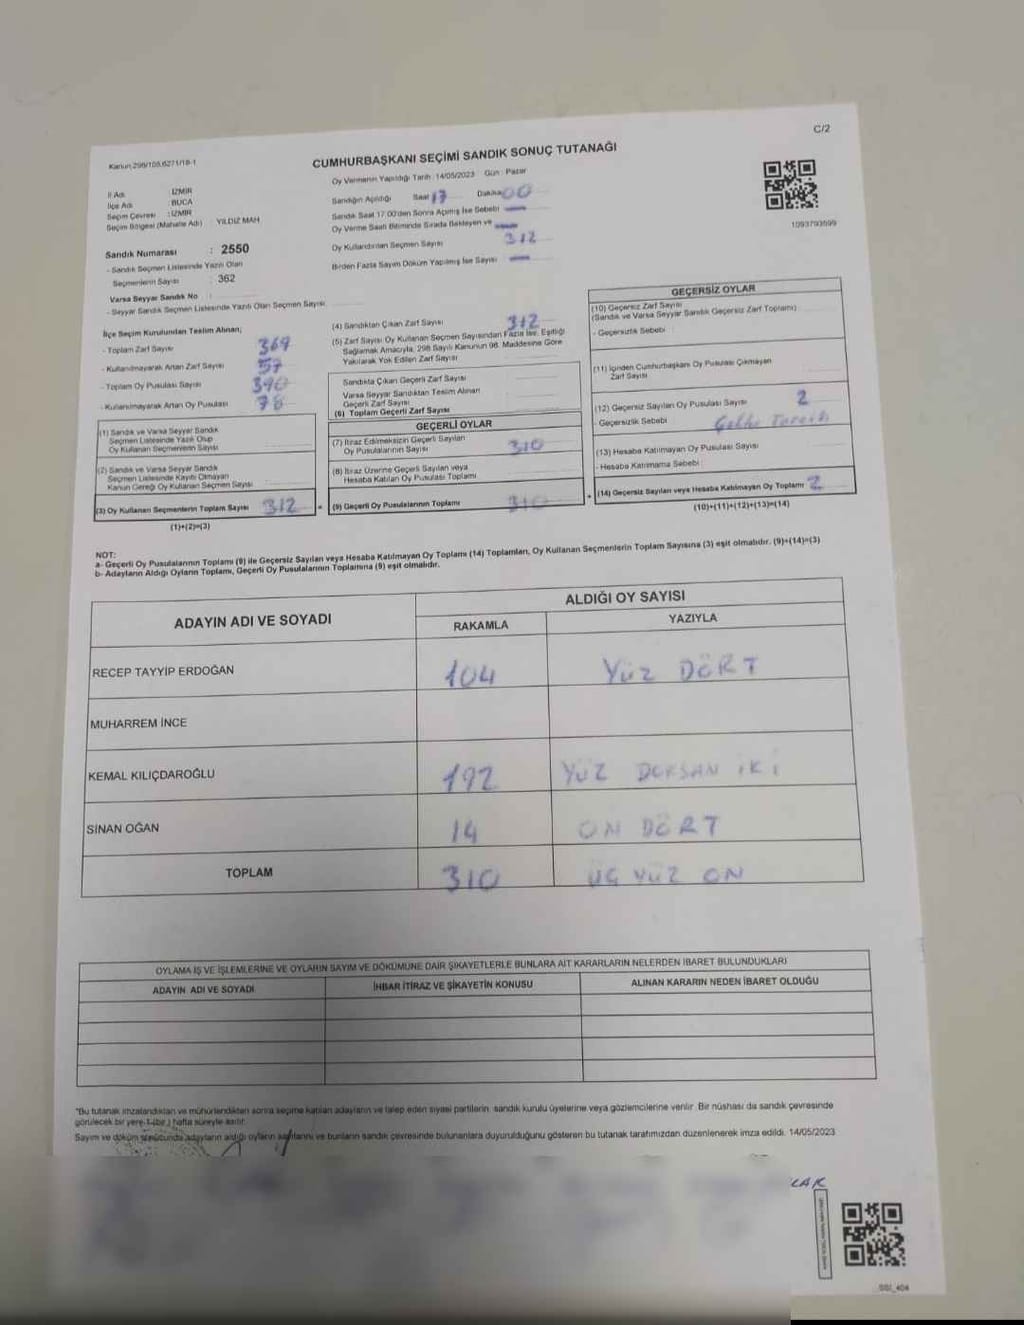 C/2
Kanun 298/105,6271/18-1
CUMHURBAŞKANI SEÇİMİ SANDIK SONUÇ TUTANAĞI
Oy Vermenin Yapıldığı Tarih : 14/05/2023 Gün : Pazar
İl Adı : İZMİR
İlçe Adı : BUCA
Seçim Çevresi : İZMİR
Seçim Bölgesi (Mahalle Adı) : YILDIZ MAH
Sandığın Açıldığı Saat 17 Dakika 00
Sandık Saat 17.00'den Sonra Açılmış İse Sebebi
Oy Verme Saati Bitiminde Sırada Bekleyen ve
Oy Kullandırılan Seçmen Sayısı 312
Birden Fazla Sayım Döküm Yapılmış İse Sayısı
1093793699
Sandık Numarası : 2550
- Sandık Seçmen Listesinde Yazılı Olan
Seçmenlerin Sayısı : 362
Varsa Seyyar Sandık No :
- Seyyar Sandık Seçmen Listesinde Yazılı Olan Seçmen Sayısı
İlçe Seçim Kurulundan Teslim Alınan;
- Toplam Zarf Sayısı 369
- Kullanılmayarak Artan Zarf Sayısı 57
- Toplam Oy Pusulası Sayısı 390
- Kullanılmayarak Artan Oy Pusulası 78
(1) Sandık ve Varsa Seyyar Sandık
Seçmen Listesinde Yazılı Olup
Oy Kullanan Seçmenlerin Sayısı
(2) Sandık ve Varsa Seyyar Sandık
Seçmen Listesinde Kayıtlı Olmayan
Kanun Gereği Oy Kullanan Seçmen Sayısı
(3) Oy Kullanan Seçmenlerin Toplam Sayısı 312
(1)+(2)=(3)
(4) Sandıktan Çıkan Zarf Sayısı 312
(5) Zarf Sayısı Oy Kullanan Seçmen Sayısından Fazla İse, Eşitliği
Sağlamak Amacıyla, 298 Sayılı Kanunun 98. Maddesine Göre
Yakılarak Yok Edilen Zarf Sayısı
Sandıkta Çıkan Geçerli Zarf Sayısı
Varsa Seyyar Sandıktan Teslim Alınan
Geçerli Zarf Sayısı
(6) Toplam Geçerli Zarf Sayısı
GEÇERLİ OYLAR
(7) İtiraz Edilmeksizin Geçerli Sayılan
Oy Pusulalarının Sayısı 310
(8) İtiraz Üzerine Geçerli Sayılan veya
Hesaba Katılan Oy Pusulası Toplamı
= (9) Geçerli Oy Pusulalarının Toplamı 310
GEÇERSİZ OYLAR
(10) Geçersiz Zarf Sayısı
(Sandık ve Varsa Seyyar Sandık Geçersiz Zarf Toplamı)
- Geçersizlik Sebebi :
(11) İçinden Cumhurbaşkanı Oy Pusulası Çıkmayan
Zarf Sayısı
(12) Geçersiz Sayılan Oy Pusulası Sayısı 2
- Geçersizlik Sebebi :
(13) Hesaba Katılmayan Oy Pusulası Sayısı
- Hesaba Katılmama Sebebi :
+ (14) Geçersiz Sayılan veya Hesaba Katılmayan Oy Toplamı 2
(10)+(11)+(12)+(13)=(14)
NOT:
a- Geçerli Oy Pusulalarının Toplamı (9) ile Geçersiz Sayılan veya Hesaba Katılmayan Oy Toplamı (14) Toplamları, Oy Kullanan Seçmenlerin Toplam Sayısına (3) eşit olmalıdır. (9)+(14)=(3)
b- Adayların Aldığı Oyların Toplamı, Geçerli Oy Pusulalarının Toplamına (9) eşit olmalıdır.
ADAYIN ADI VE SOYADI
ALDIĞI OY SAYISI
RAKAMLA YAZIYLA
RECEP TAYYİP ERDOĞAN 104 YÜZ DÖRT
MUHARREM İNCE
KEMAL KILIÇDAROĞLU 192 YÜZ DOKSAN İKİ
SİNAN OĞAN 14 ON DÖRT
TOPLAM 310 ÜÇ YÜZ ON
OYLAMA İŞ VE İŞLEMLERİNE VE OYLARIN SAYIM VE DÖKÜMÜNE DAİR ŞİKAYETLERLE BUNLARA AİT KARARLARIN NELERDEN İBARET BULUNDUKLARI
ADAYIN ADI VE SOYADI İHBAR İTİRAZ VE ŞİKAYETİN KONUSU ALINAN KARARIN NEDEN İBARET OLDUĞU
*Bu tutanak imzalandıktan ve mühürlendikten sonra seçime katılan adayların ve talep eden siyasi partilerin sandık kurulu üyelerine veya gözlemcilerine verilir. Bir nüshası da sandık çevresinde
görülecek bir yere 1 (bir) hafta süreyle asılır.
Sayım ve döküm sonucunda adayların aldığı oyların sayılarını ve bunların sandık çevresinde bulunanlara duyurulduğunu gösteren bu tutanak tarafımızdan düzenlenerek imza edildi. 14/05/2023
LAR
SSI_404